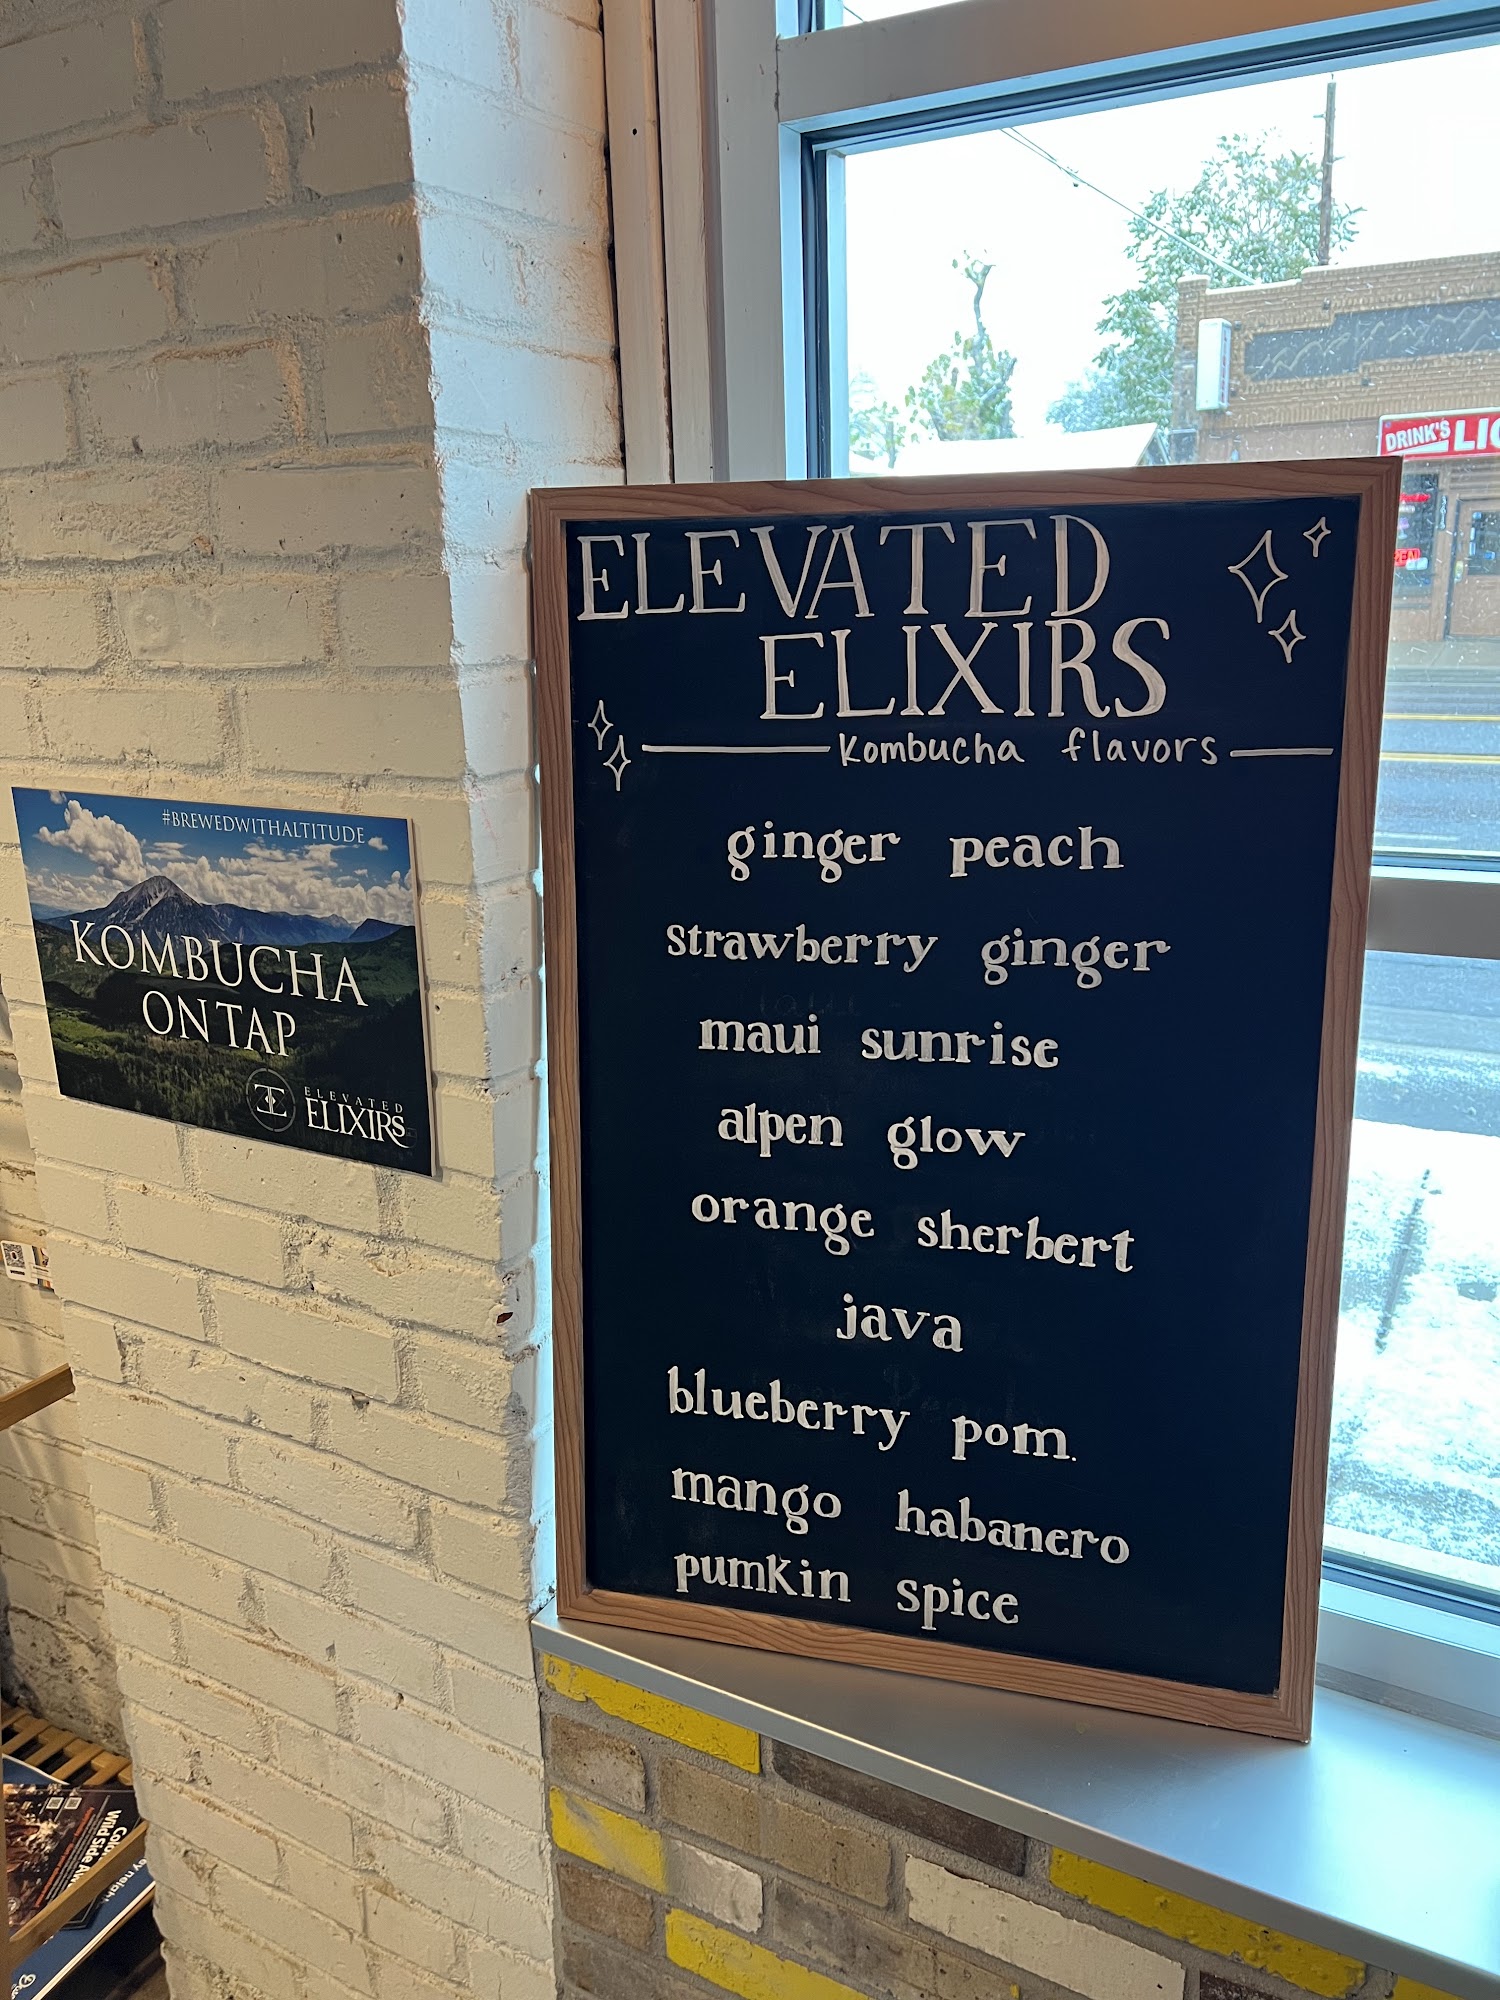 ELEVATED
ELIXIRS
Kombucha flavors
ginger peach
strawberry ginger
maui sunrise
alpen glow
orange sherbert
java
blueberry pom.
mango habanero
pumkin spice
#BREWEDWITHALTITUDE
KOMBUCHA
ON TAP
ELEVATED
ELIXIRS
DRINK'S